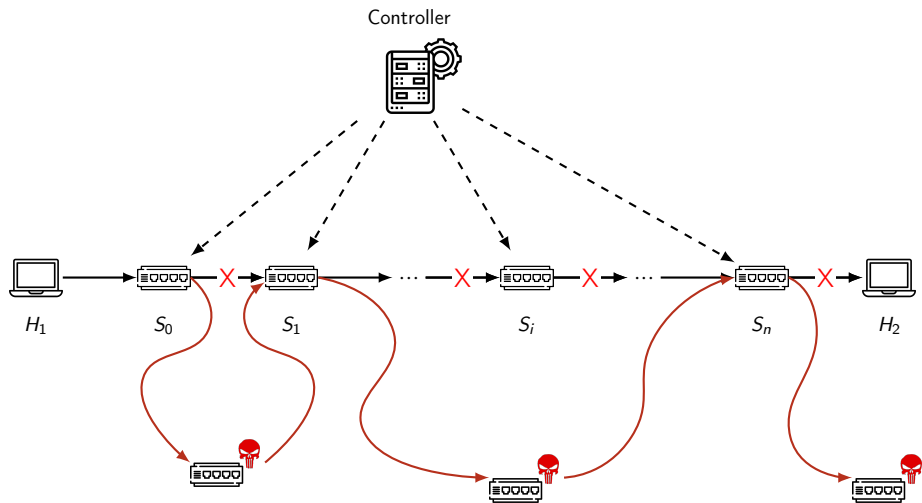 Controller
X X ... X X ... X
H₁ S₀ S₁ Sᵢ Sₙ H₂